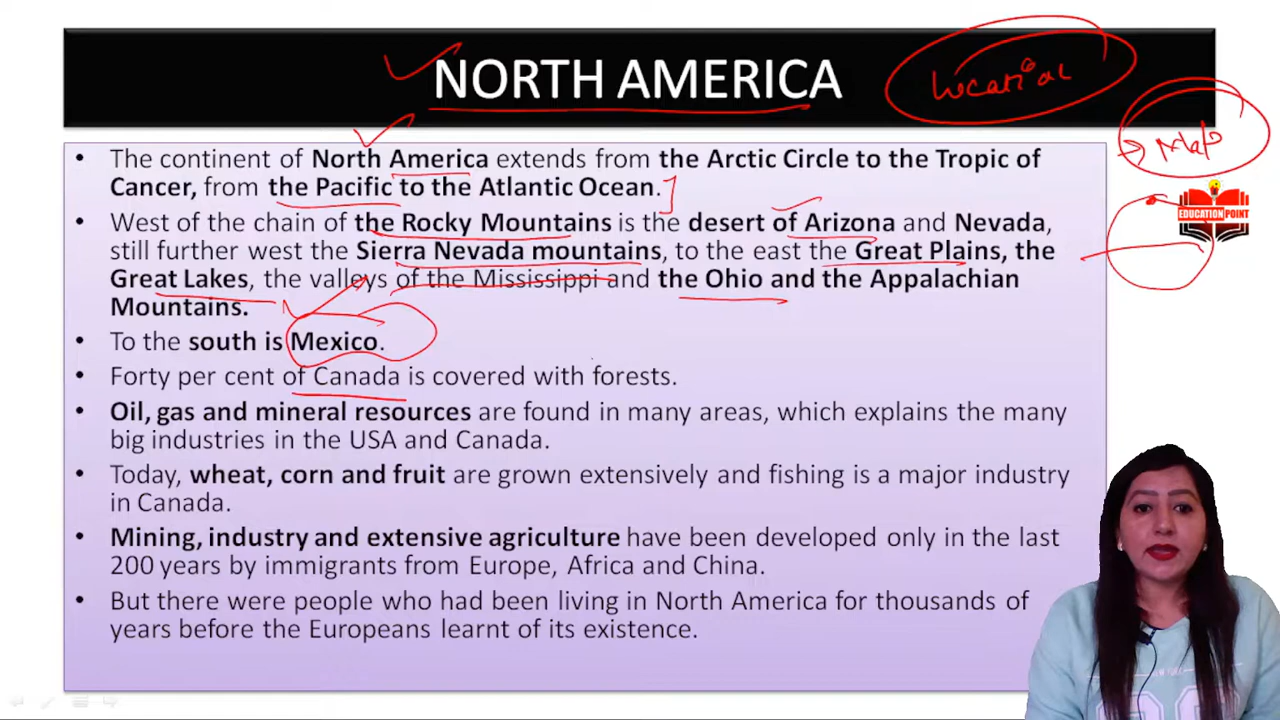 NORTH AMERICA
Location
→ Map
EDUCATION POINT
• The continent of North America extends from the Arctic Circle to the Tropic of
Cancer, from the Pacific to the Atlantic Ocean.
• West of the chain of the Rocky Mountains is the desert of Arizona and Nevada,
still further west the Sierra Nevada mountains, to the east the Great Plains, the
Great Lakes, the valleys of the Mississippi and the Ohio and the Appalachian
Mountains.
• To the south is Mexico.
• Forty per cent of Canada is covered with forests.
• Oil, gas and mineral resources are found in many areas, which explains the many
big industries in the USA and Canada.
• Today, wheat, corn and fruit are grown extensively and fishing is a major industry
in Canada.
• Mining, industry and extensive agriculture have been developed only in the last
200 years by immigrants from Europe, Africa and China.
• But there were people who had been living in North America for thousands of
years before the Europeans learnt of its existence.